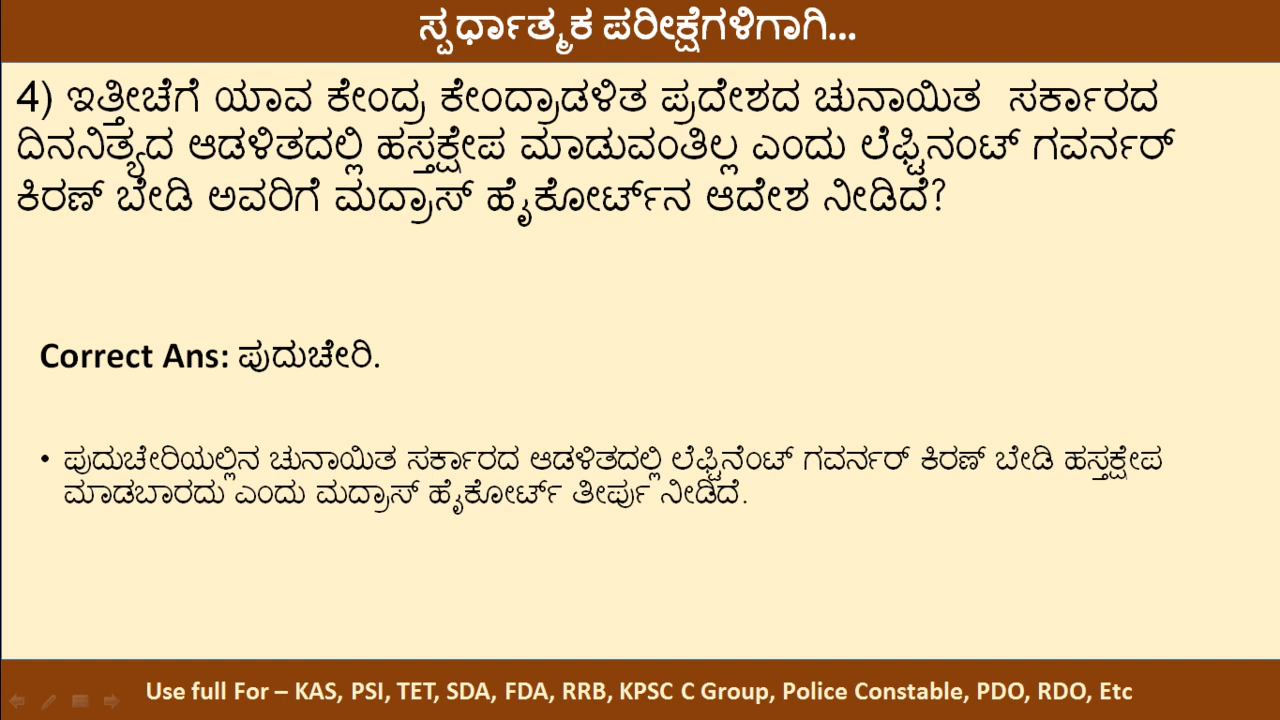 ಸ್ಪರ್ಧಾತ್ಮಕ ಪರೀಕ್ಷೆಗಳಿಗಾಗಿ...
4) ಇತ್ತೀಚೆಗೆ ಯಾವ ಕೇಂದ್ರ ಕೇಂದ್ರಾಡಳಿತ ಪ್ರದೇಶದ ಚುನಾಯಿತ ಸರ್ಕಾರದ
ದಿನನಿತ್ಯದ ಆಡಳಿತದಲ್ಲಿ ಹಸ್ತಕ್ಷೇಪ ಮಾಡುವಂತಿಲ್ಲ ಎಂದು ಲೆಫ್ಟಿನಂಟ್ ಗವರ್ನರ್
ಕಿರಣ್ ಬೇಡಿ ಅವರಿಗೆ ಮದ್ರಾಸ್ ಹೈಕೋರ್ಟ್‌ನ ಆದೇಶ ನೀಡಿದೆ?
Correct Ans: ಪುದುಚೇರಿ.
• ಪುದುಚೇರಿಯಲ್ಲಿನ ಚುನಾಯಿತ ಸರ್ಕಾರದ ಆಡಳಿತದಲ್ಲಿ ಲೆಫ್ಟಿನೆಂಟ್ ಗವರ್ನರ್ ಕಿರಣ್ ಬೇಡಿ ಹಸ್ತಕ್ಷೇಪ
ಮಾಡಬಾರದು ಎಂದು ಮದ್ರಾಸ್ ಹೈಕೋರ್ಟ್ ತೀರ್ಪು ನೀಡಿದೆ.
Use full For – KAS, PSI, TET, SDA, FDA, RRB, KPSC C Group, Police Constable, PDO, RDO, Etc